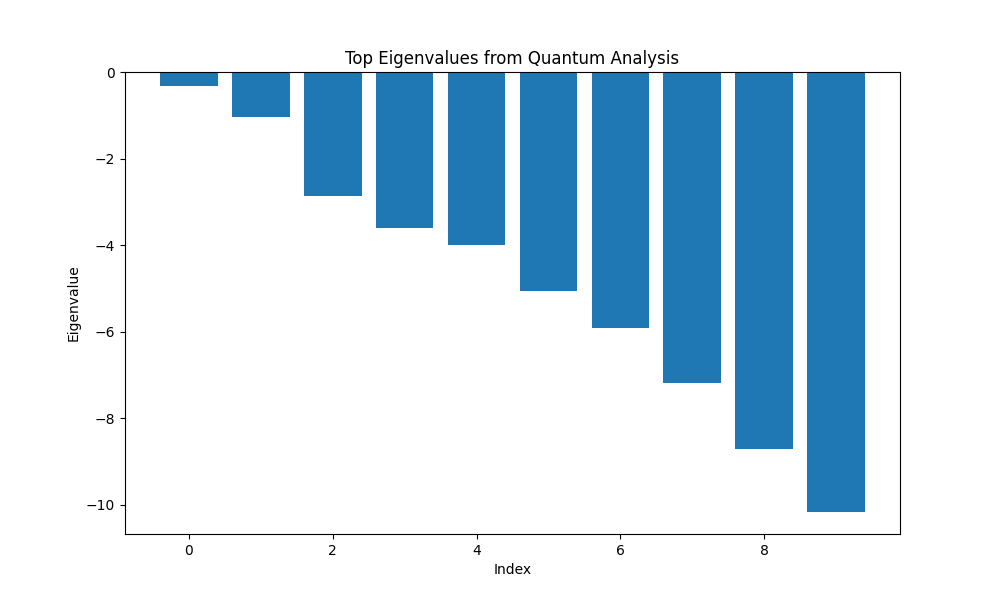 Top Eigenvalues from Quantum Analysis
0
−2
−4
−6
−8
−10
Eigenvalue
0 2 4 6 8
Index